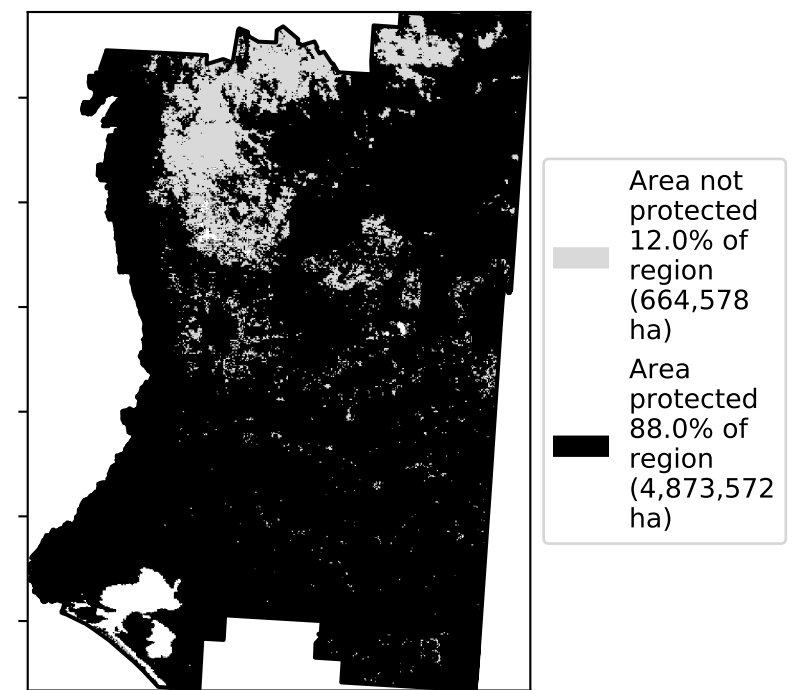 Area not
protected
12.0% of
region
(664,578
ha)
Area
protected
88.0% of
region
(4,873,572
ha)